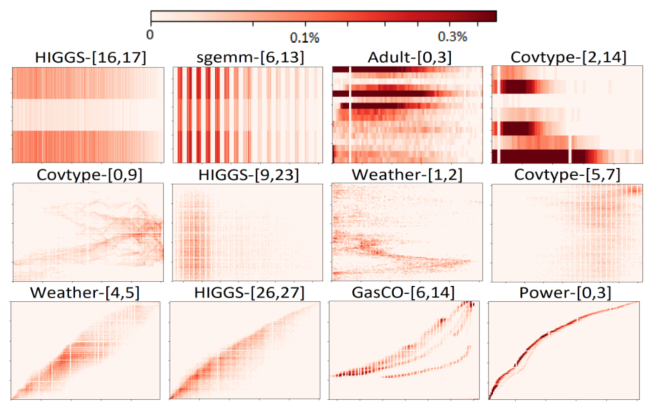 0 0.1% 0.3%
HIGGS-[16,17] sgemm-[6,13] Adult-[0,3] Covtype-[2,14]
Covtype-[0,9] HIGGS-[9,23] Weather-[1,2] Covtype-[5,7]
Weather-[4,5] HIGGS-[26,27] GasCO-[6,14] Power-[0,3]